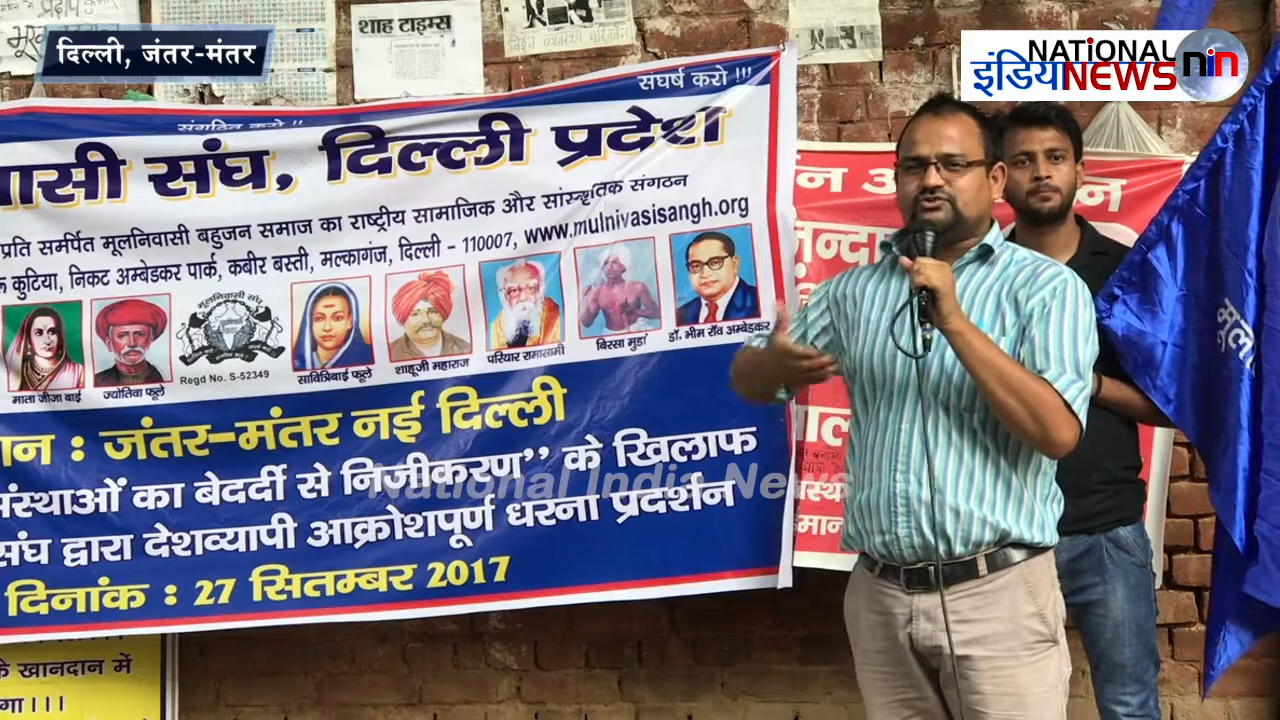 दिल्ली, जंतर-मंतर
शाह टाइम्स
NATiONAL
इंडिया NEWS nin
संगठित करो !!
संघर्ष करो !!!
वासी संघ, दिल्ली प्रदेश
प्रति समर्पित मूलनिवासी बहुजन समाज का राष्ट्रीय सामाजिक और सांस्कृतिक संगठन
कुटिया, निकट अम्बेडकर पार्क, कबीर बस्ती, मल्कागंज, दिल्ली - 110007, www.mulnivasisangh.org
मूलनिवासी संघ
Regd No. S-52349
माता जीजा बाई
ज्योतिवा फूले
सावित्रिबाई फूले
शाहूजी महाराज
परियार रामासामी
बिरसा मुडां
डॉ. भीम रॉव अम्बेडकर
: जंतर-मंतर नई दिल्ली
संस्थाओं का बेदर्दी से निजीकरण'' के खिलाफ
संघ द्वारा देशव्यापी आक्रोशपूर्ण धरना प्रदर्शन
National India News
दिनांक : 27 सितम्बर 2017
के खानदान में
गा।।।